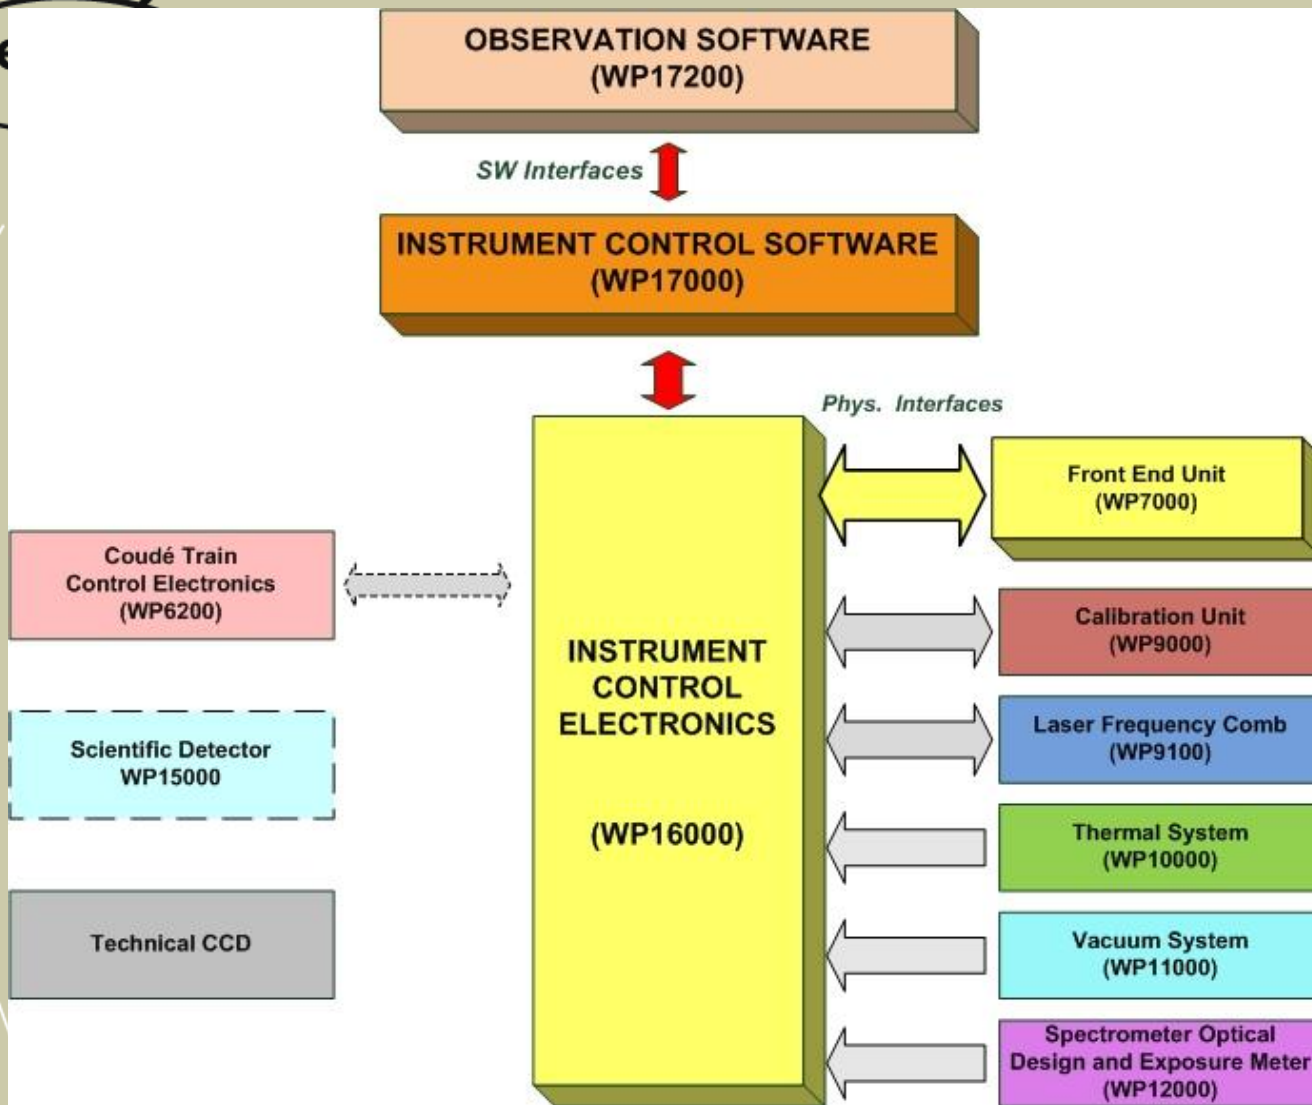 OBSERVATION SOFTWARE
(WP17200)
SW Interfaces
INSTRUMENT CONTROL SOFTWARE
(WP17000)
Phys. Interfaces
Front End Unit
(WP7000)
Coudé Train
Control Electronics
(WP6200)
Calibration Unit
(WP9000)
INSTRUMENT
CONTROL
ELECTRONICS
(WP16000)
Laser Frequency Comb
(WP9100)
Scientific Detector
WP15000
Thermal System
(WP10000)
Technical CCD
Vacuum System
(WP11000)
Spectrometer Optical
Design and Exposure Meter
(WP12000)